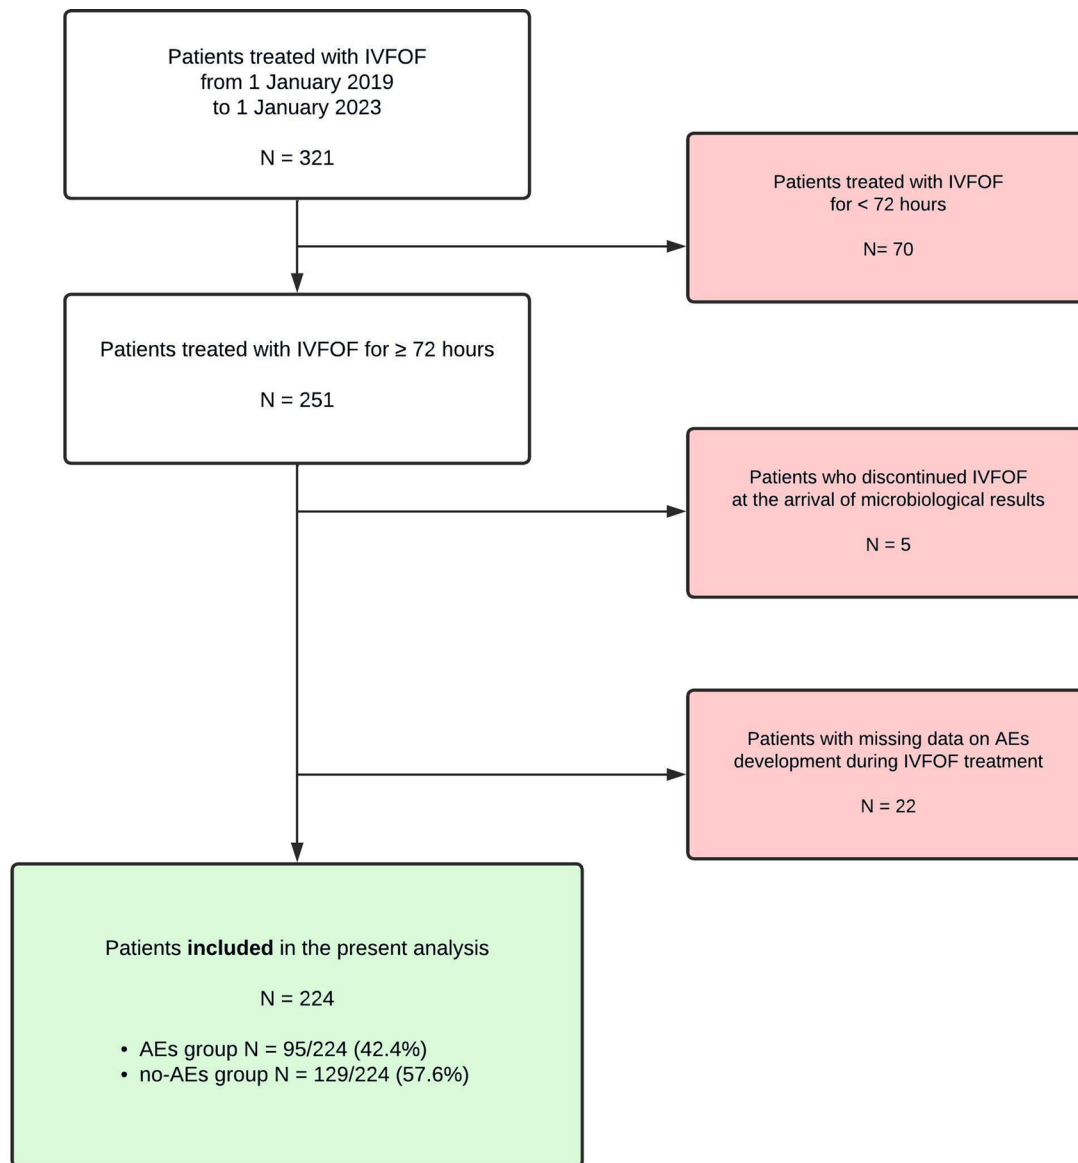 Patients treated with IVFOF
from 1 January 2019
to 1 January 2023
N = 321
Patients treated with IVFOF
for < 72 hours
N= 70
Patients treated with IVFOF for ≥ 72 hours
N = 251
Patients who discontinued IVFOF
at the arrival of microbiological results
N = 5
Patients with missing data on AEs
development during IVFOF treatment
N = 22
Patients included in the present analysis
N = 224
• AEs group N = 95/224 (42.4%)
• no-AEs group N = 129/224 (57.6%)